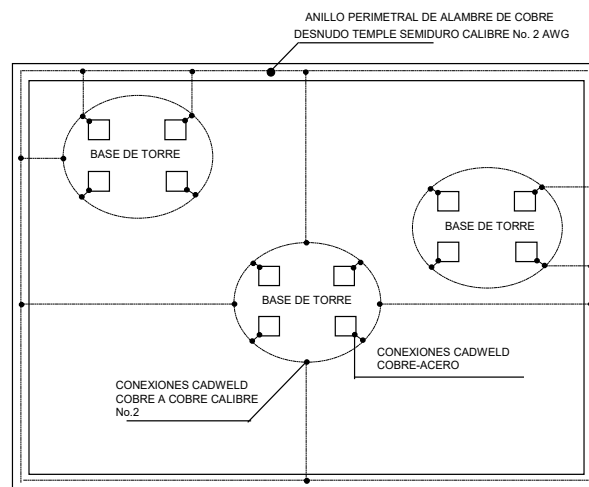 ANILLO PERIMETRAL DE ALAMBRE DE COBRE
DESNUDO TEMPLE SEMIDURO CALIBRE No. 2 AWG
BASE DE TORRE
BASE DE TORRE
BASE DE TORRE
CONEXIONES CADWELD
COBRE-ACERO
CONEXIONES CADWELD
COBRE A COBRE CALIBRE
No.2